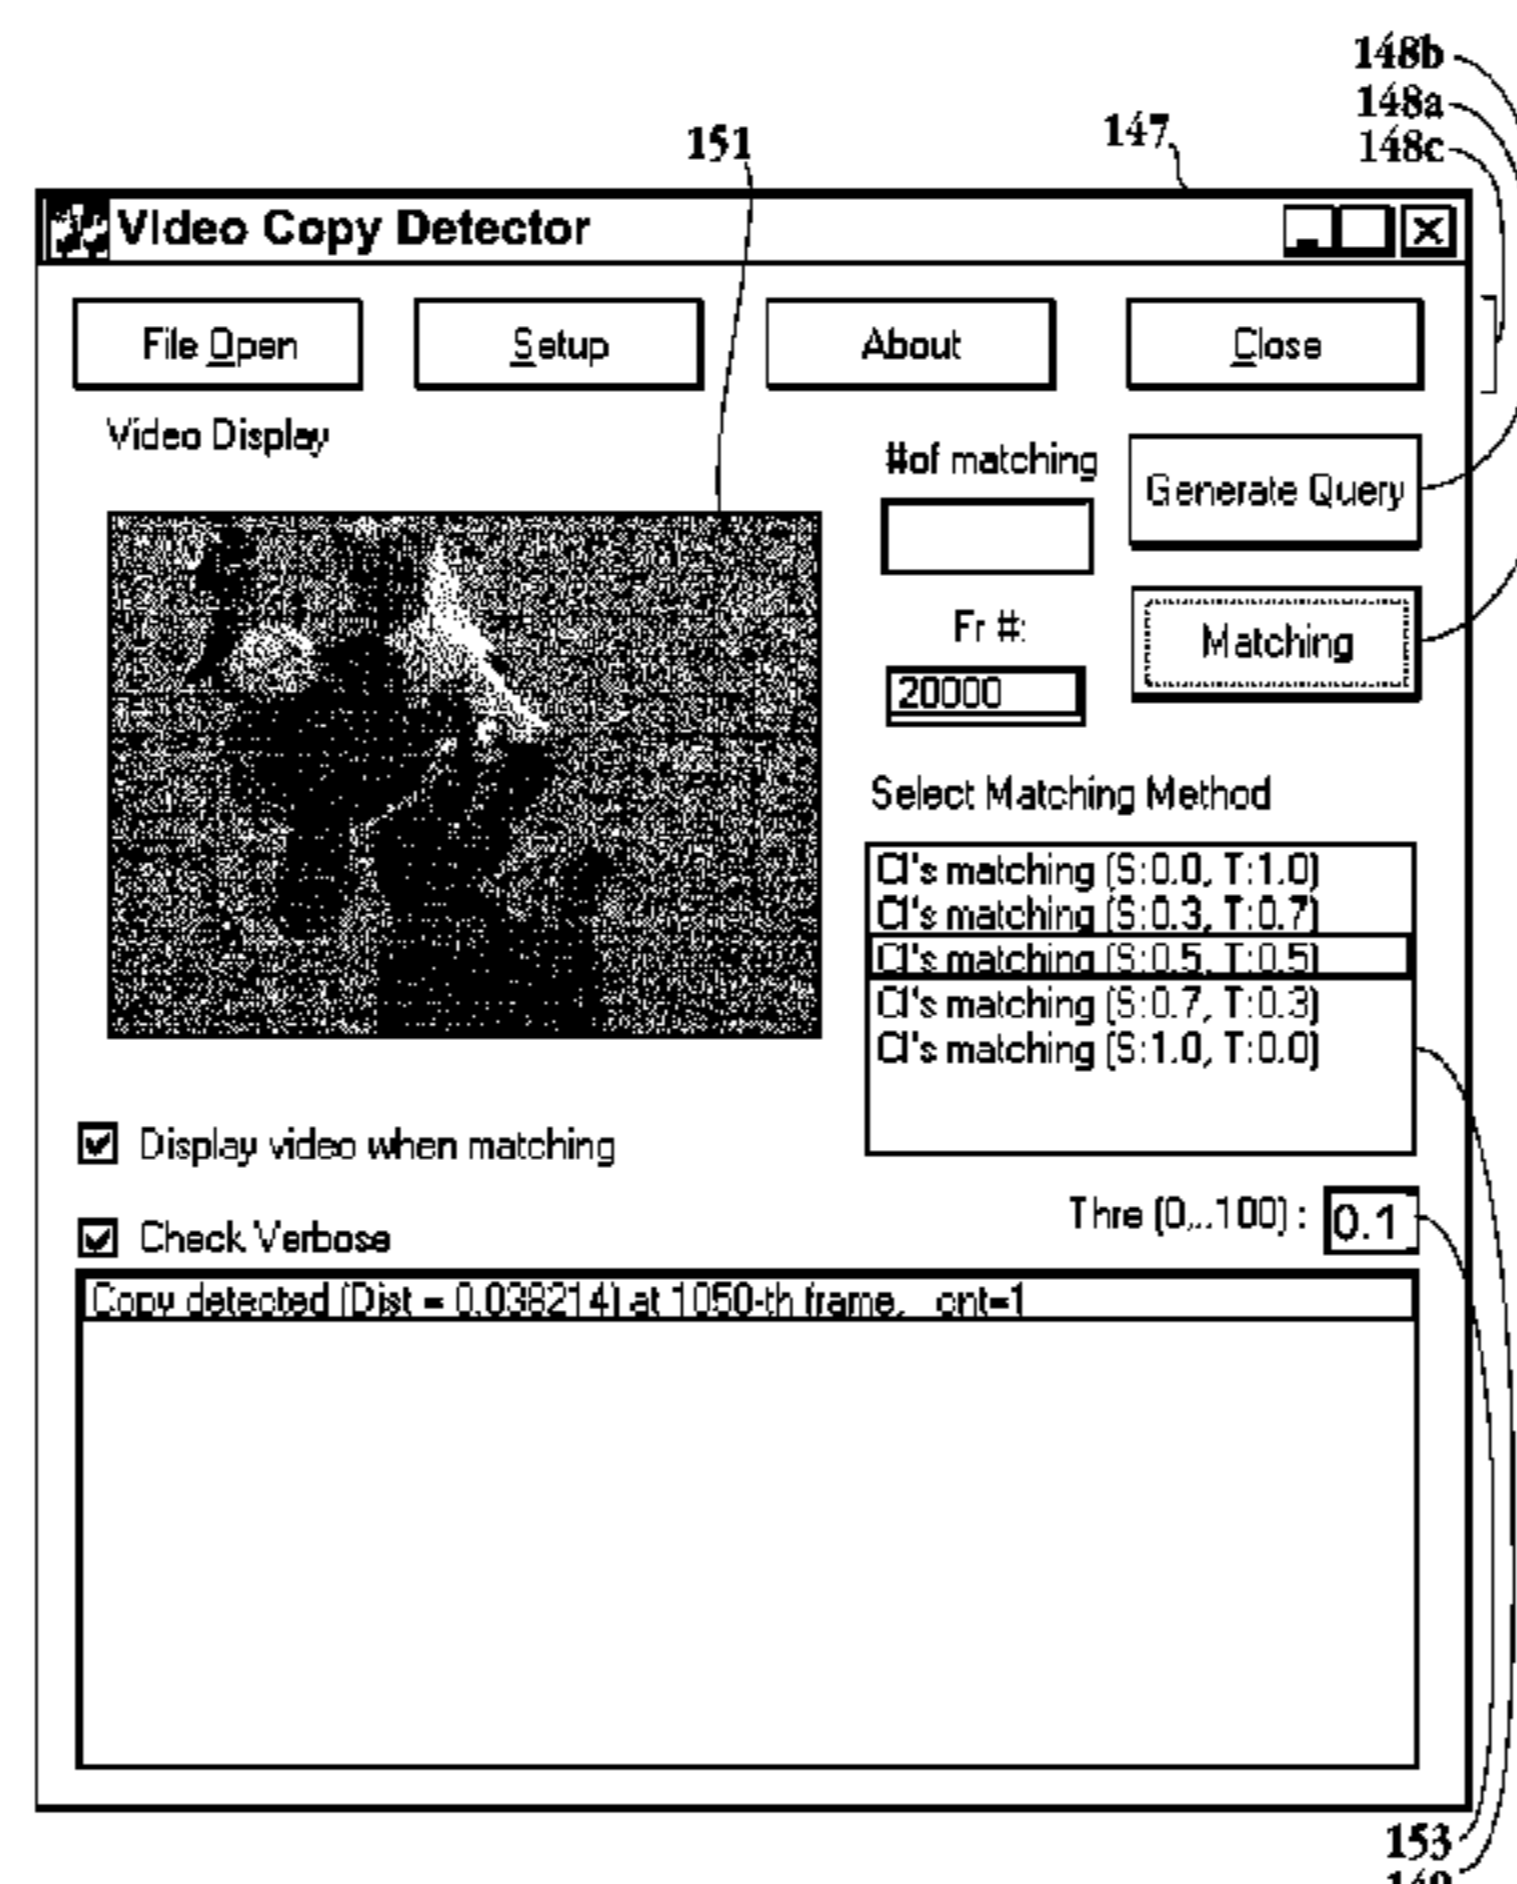 148b
148a
148c
151
147
Video Copy Detector
File Open
Setup
About
Close
Video Display
#of matching
Generate Query
Fr #:
Matching
20000
Select Matching Method
CI's matching (S:0.0, T:1.0)
CI's matching (S:0.3, T:0.7)
CI's matching (S:0.5, T:0.5)
CI's matching (S:0.7, T:0.3)
CI's matching (S:1.0, T:0.0)
Display video when matching
Thre (0,..100) :
0.1
Check Verbose
Copy detected (Dist = 0.038214) at 1050-th frame, cnt=1
153